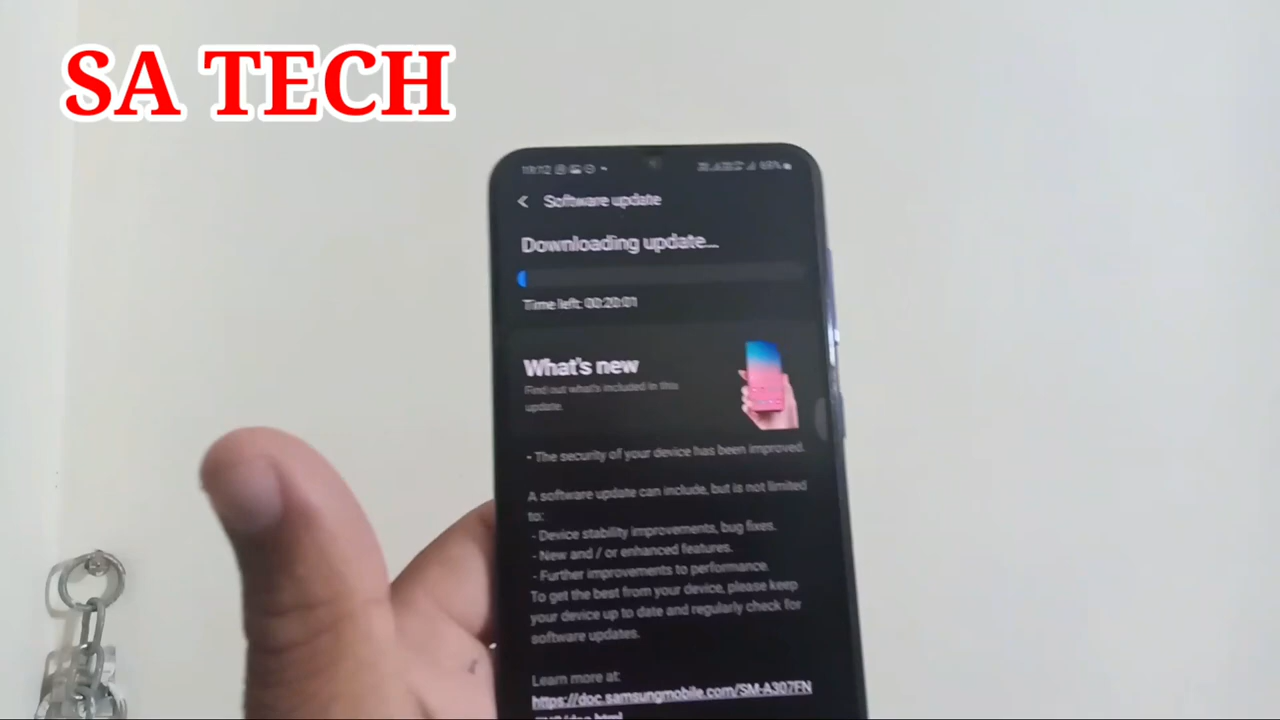 SA TECH
19:12
Software update
Downloading update...
Time left: 00:20:01
What's new
Find out what's included in this
update.
- The security of your device has been improved.
A software update can include, but is not limited
to:
- Device stability improvements, bug fixes.
- New and / or enhanced features.
- Further improvements to performance.
To get the best from your device, please keep
your device up to date and regularly check for
software updates.
Learn more at:
https://doc.samsungmobile.com/SM-A307FN